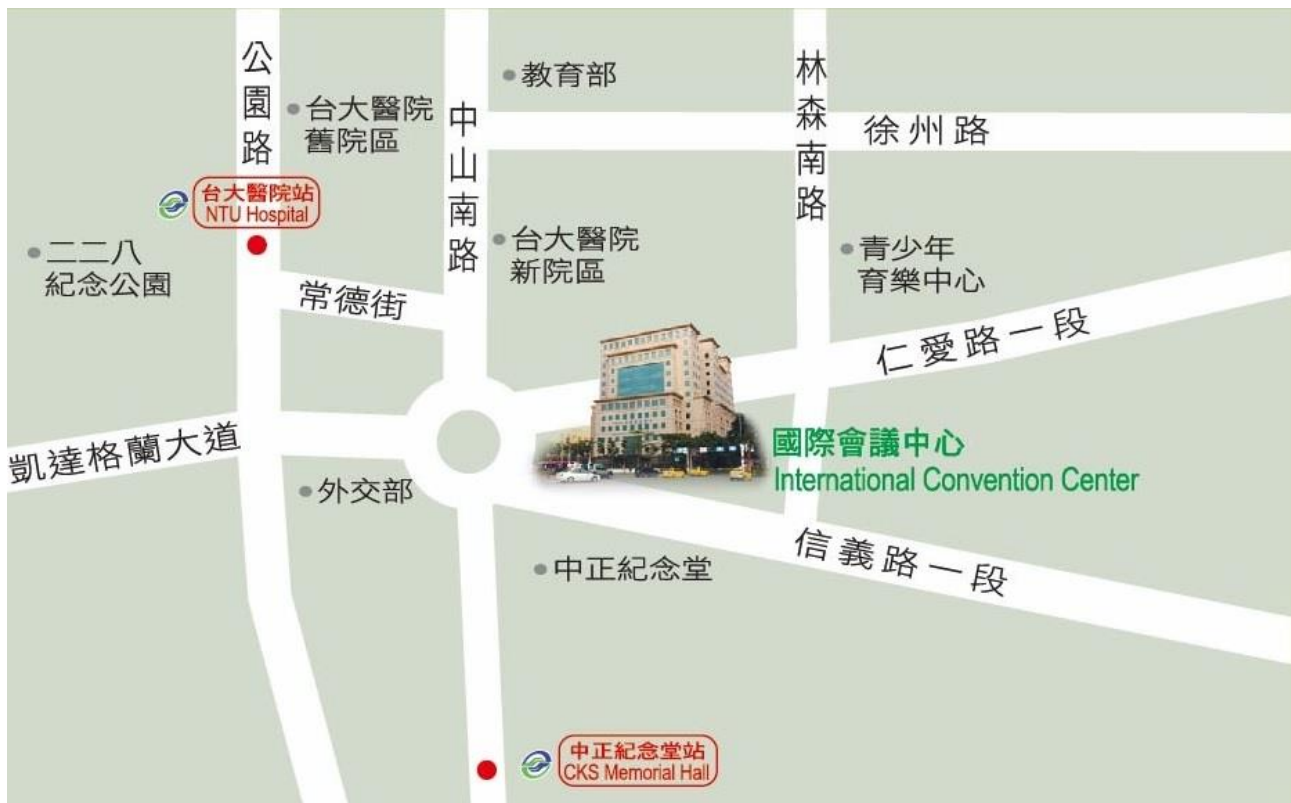 公園路
台大醫院
舊院區
中山南路
教育部
林森南路
徐州路
台大醫院站
NTU Hospital
二二八
紀念公園
常德街
台大醫院
新院區
青少年
育樂中心
仁愛路一段
凱達格蘭大道
國際會議中心
International Convention Center
外交部
信義路一段
中正紀念堂
中正紀念堂站
CKS Memorial Hall